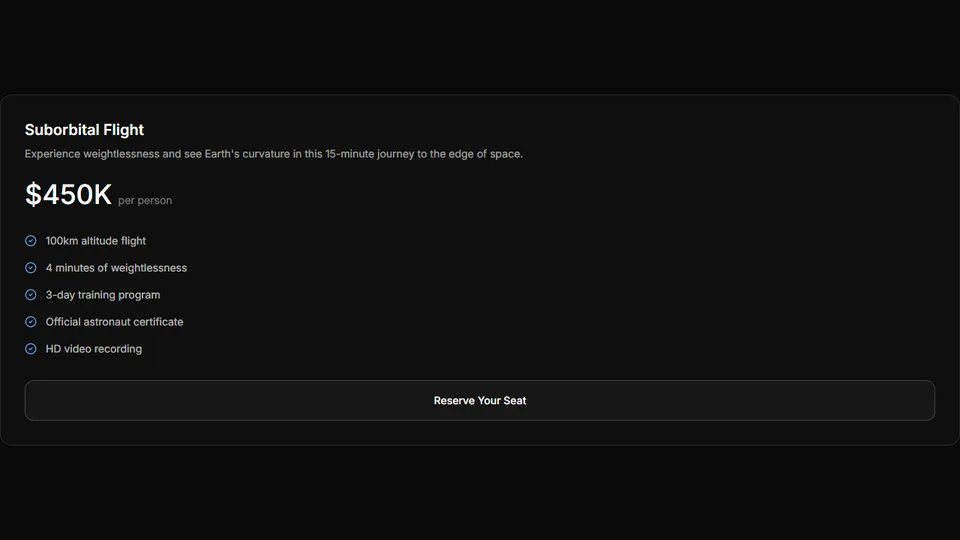 Suborbital Flight
Experience weightlessness and see Earth's curvature in this 15-minute journey to the edge of space.
$450K per person
100km altitude flight
4 minutes of weightlessness
3-day training program
Official astronaut certificate
HD video recording
Reserve Your Seat